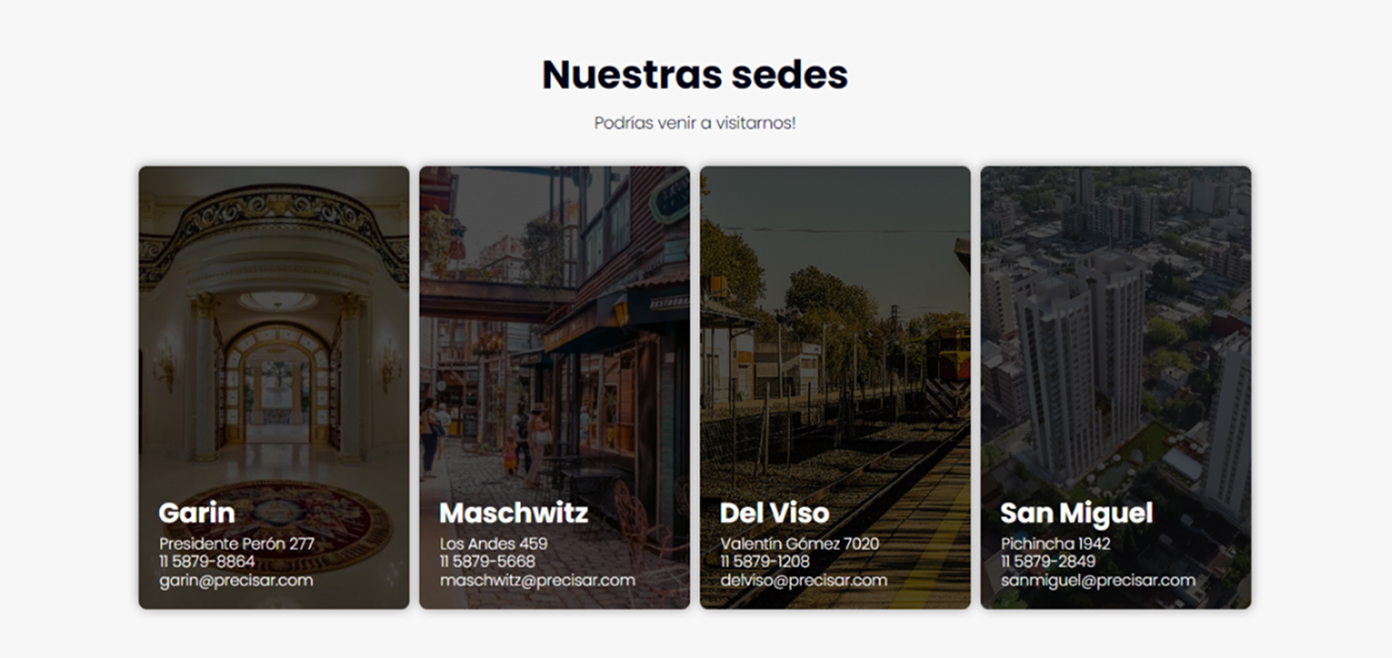 Nuestras sedes
Podrías venir a visitarnos!
Garin
Presidente Perón 277
11 5879-8864
garin@precisar.com
Maschwitz
Los Andes 459
11 5879-5668
maschwitz@precisar.com
Del Viso
Valentín Gómez 7020
11 5879-1208
delviso@precisar.com
San Miguel
Pichincha 1942
11 5879-2849
sanmiguel@precisar.com